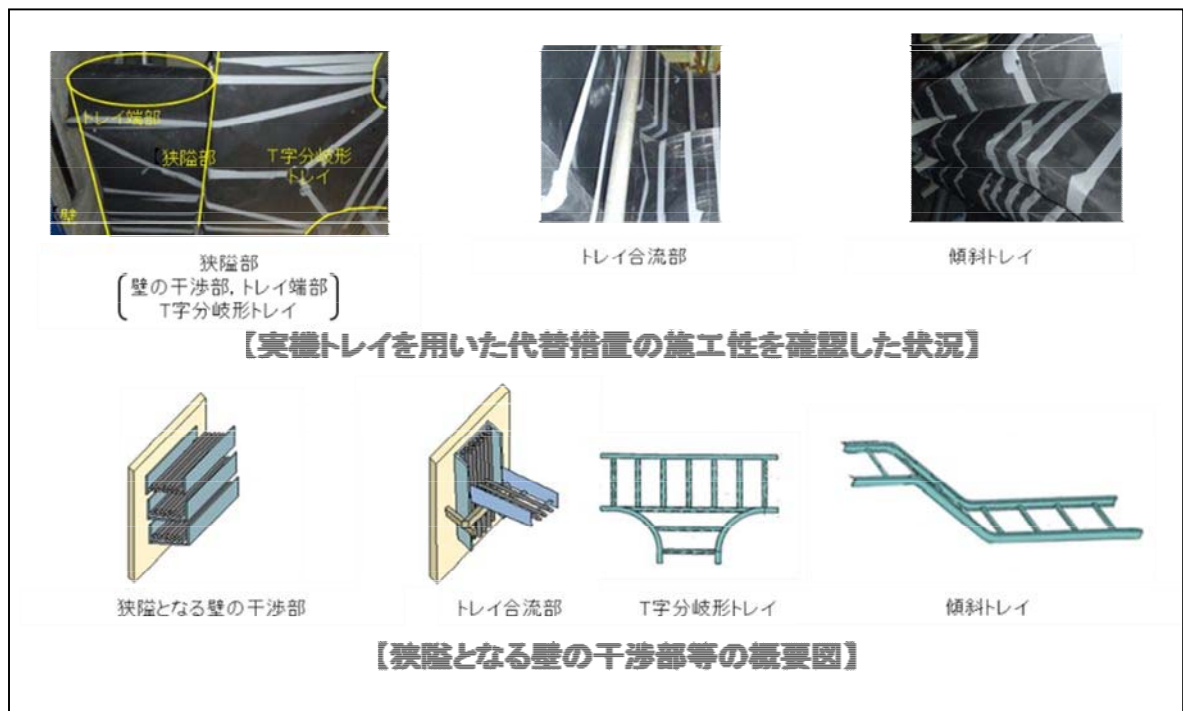 トレイ端部
狭隘部
T字分岐形
トレイ
壁
狭隘部
壁の干渉部，トレイ端部
T字分岐形トレイ
トレイ合流部
傾斜トレイ
【実機トレイを用いた代替措置の施工性を確認した状況】
狭隘となる壁の干渉部
トレイ合流部
T字分岐形トレイ
傾斜トレイ
【狭隘となる壁の干渉部等の概要図】